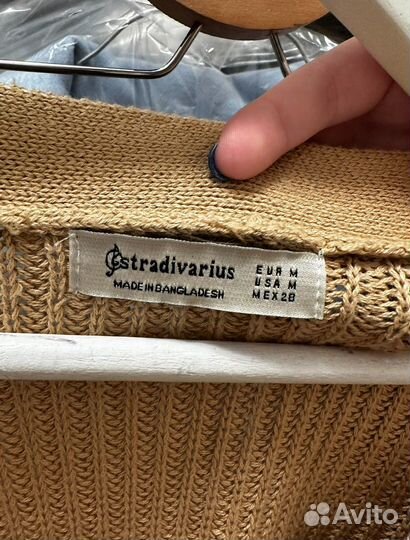 stradivarius
MADE IN BANGLADESH
EUR M
USA M
MEX 28
Avito